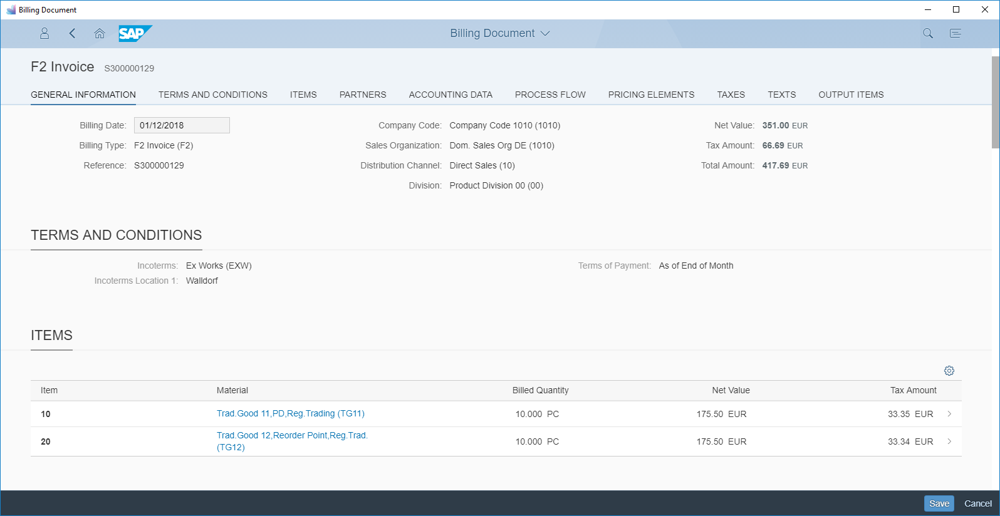 Billing Document
SAP
Billing Document
F2 Invoice S300000129
GENERAL INFORMATION TERMS AND CONDITIONS ITEMS PARTNERS ACCOUNTING DATA PROCESS FLOW PRICING ELEMENTS TAXES TEXTS OUTPUT ITEMS
Billing Date: 01/12/2018 Company Code: Company Code 1010 (1010) Net Value: 351.00 EUR
Billing Type: F2 Invoice (F2) Sales Organization: Dom. Sales Org DE (1010) Tax Amount: 66.69 EUR
Reference: S300000129 Distribution Channel: Direct Sales (10) Total Amount: 417.69 EUR
Division: Product Division 00 (00)
TERMS AND CONDITIONS
Incoterms: Ex Works (EXW) Terms of Payment: As of End of Month
Incoterms Location 1: Walldorf
ITEMS
Item Material Billed Quantity Net Value Tax Amount
10 Trad.Good 11,PD,Reg.Trading (TG11) 10.000 PC 175.50 EUR 33.35 EUR
20 Trad.Good 12,Reorder Point,Reg.Trad. 10.000 PC 175.50 EUR 33.34 EUR
(TG12)
Save Cancel